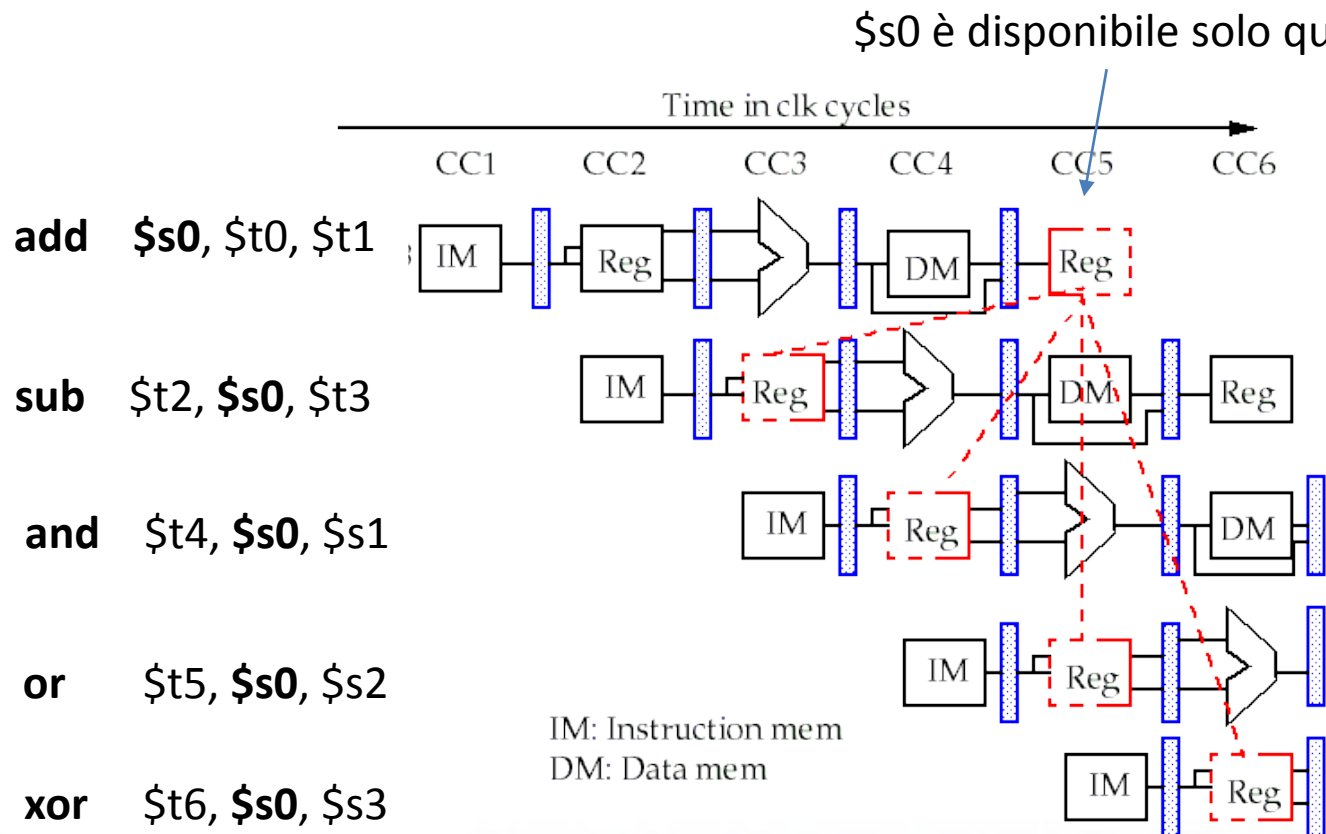 $s0 è disponibile solo qu
Time in clk cycles
CC1 CC2 CC3 CC4 CC5 CC6
add $s0, $t0, $t1
IM Reg DM Reg
sub $t2, $s0, $t3
IM Reg DM Reg
and $t4, $s0, $s1
IM Reg DM
or $t5, $s0, $s2
IM Reg
IM: Instruction mem
DM: Data mem
xor $t6, $s0, $s3
IM Reg